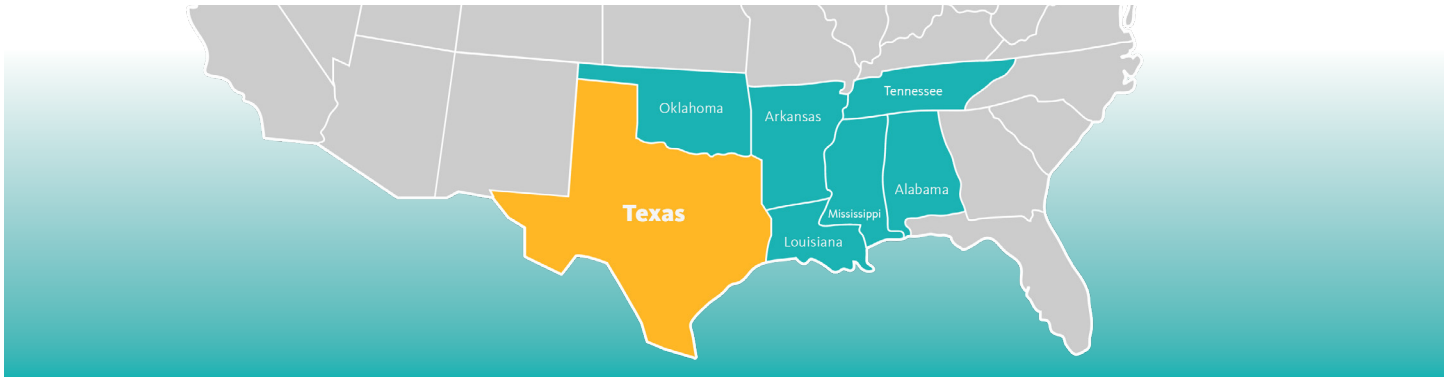 Tennessee
Oklahoma
Arkansas
Alabama
Texas
Mississippi
Louisiana